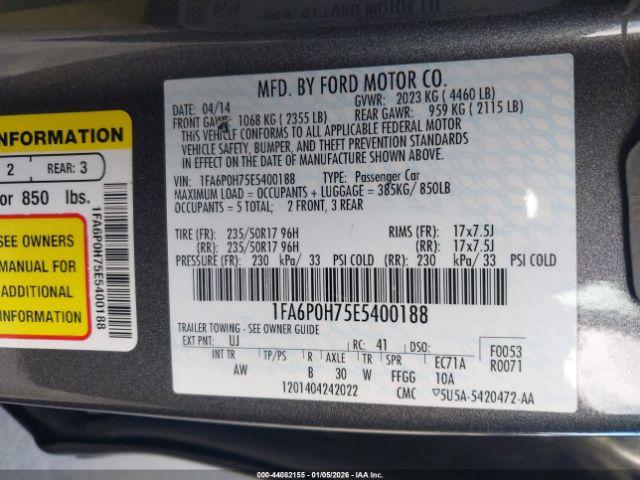 MFD. BY FORD MOTOR CO.
DATE: 04/14 GVWR: 2023 KG ( 4460 LB)
FRONT GAWR: 1068 KG ( 2355 LB) REAR GAWR: 959 KG ( 2115 LB)
THIS VEHICLE CONFORMS TO ALL APPLICABLE FEDERAL MOTOR
VEHICLE SAFETY, BUMPER, AND THEFT PREVENTION STANDARDS
IN EFFECT ON THE DATE OF MANUFACTURE SHOWN ABOVE.
VIN: 1FA6P0H75E5400188 TYPE: Passenger Car
MAXIMUM LOAD = OCCUPANTS + LUGGAGE = 385KG/ 850LB
OCCUPANTS = 5 TOTAL; 2 FRONT, 3 REAR
TIRE (FR): 235/50R17 96H RIMS (FR): 17x7.5J
(RR): 235/50R17 96H (RR): 17x7.5J
PRESSURE (FR): 230 kPa/ 33 PSI COLD (RR): 230 kPa/ 33 PSI COLD
1FA6P0H75E5400188
TRAILER TOWING - SEE OWNER GUIDE
EXT PNT: UJ RC: 41 DSO: F0053
INT TR TP/PS R AXLE TR SPR EC71A R0071
AW B 30 W FFGG 10A
1201404242022 CMC 5U5A-5420472-AA
INFORMATION
2 REAR: 3
or 850 lbs.
SEE OWNERS
MANUAL FOR
ADDITIONAL
INFORMATION
1FA6P0H75E5400188
000-44082155 - 01/05/2026 - IAA Inc.